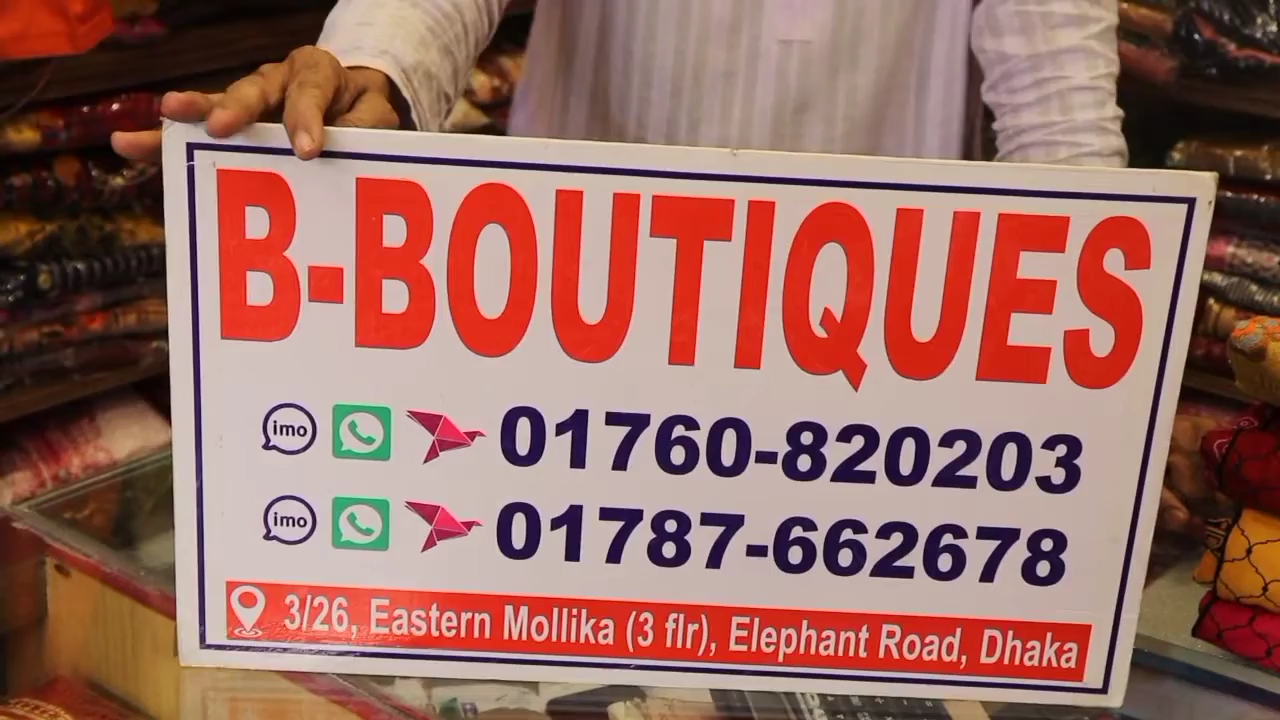 B-BOUTIQUES
imo 01760-820203
imo 01787-662678
3/26, Eastern Mollika (3 flr), Elephant Road, Dhaka